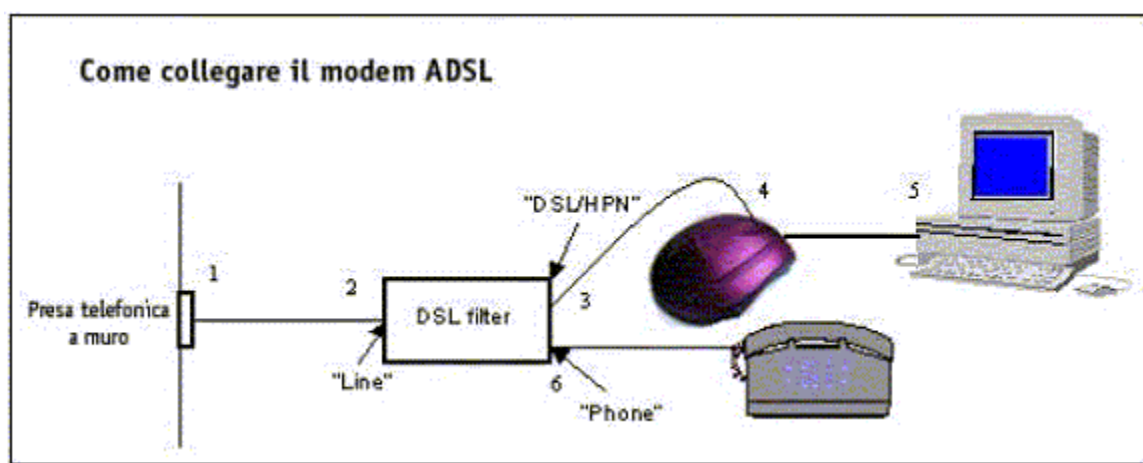 Come collegare il modem ADSL
"DSL/HPN"
4
5
1
2
3
Presa telefonica
a muro
DSL filter
"Line"
6
"Phone"